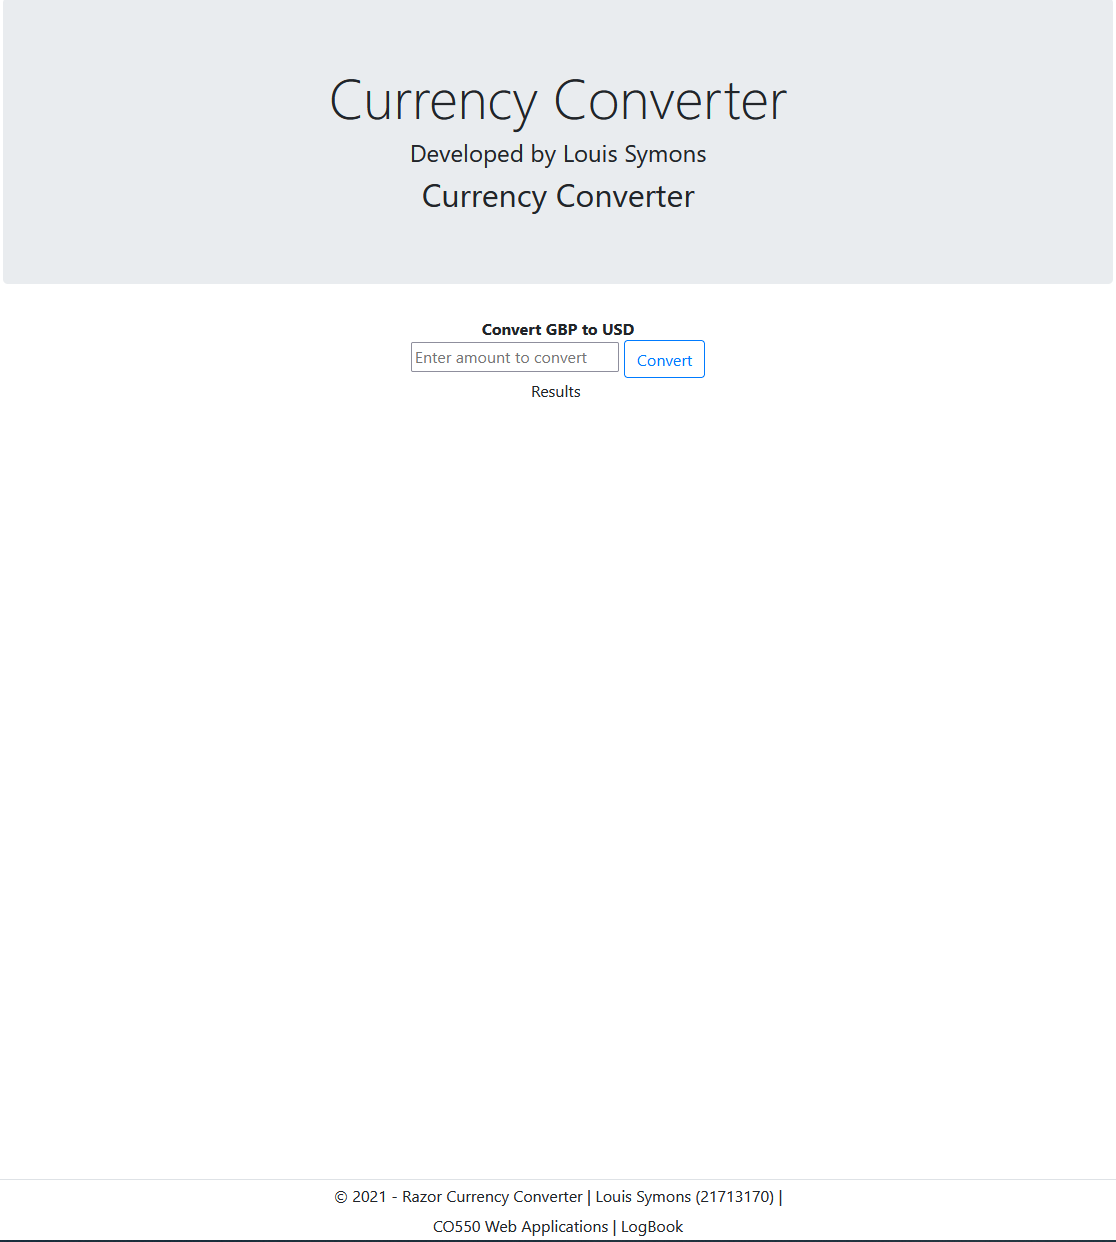 Currency Converter
Developed by Louis Symons
Currency Converter
Convert GBP to USD
Enter amount to convert Convert
Results
© 2021 - Razor Currency Converter | Louis Symons (21713170) |
CO550 Web Applications | LogBook